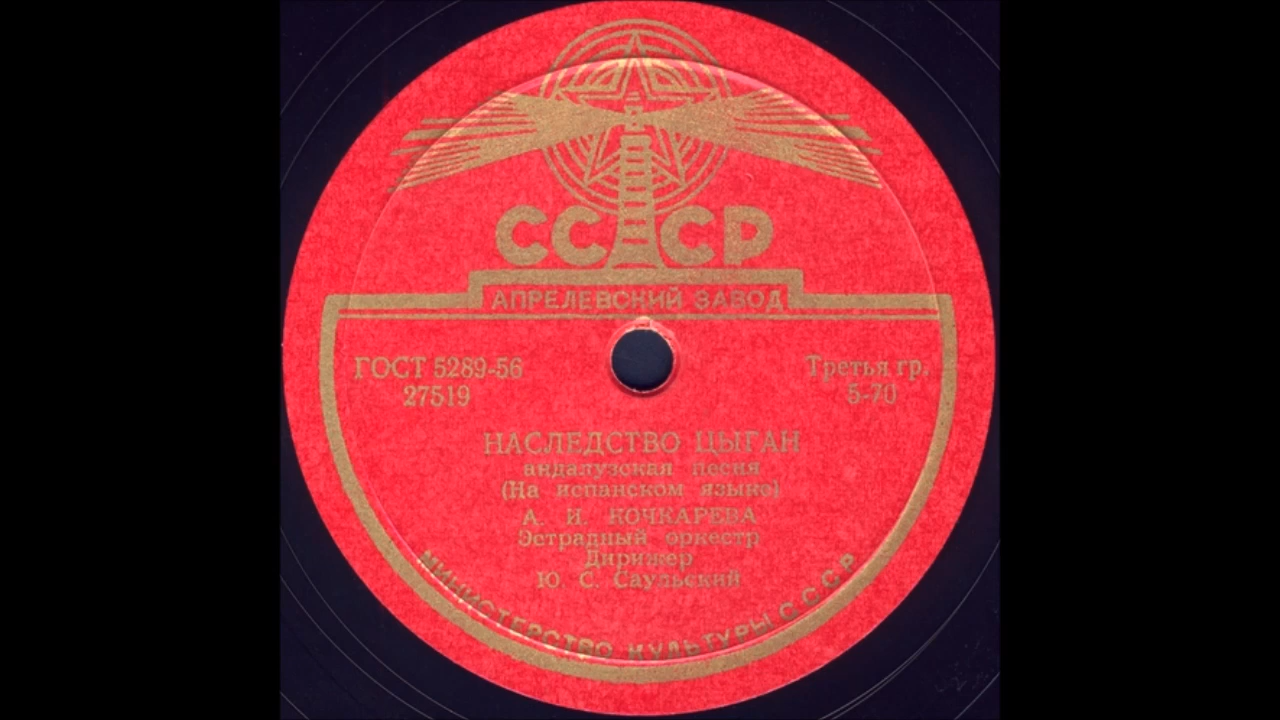 СССР
АПРЕЛЕВСКИЙ ЗАВОД
ГОСТ 5289-56
27519
Третья гр.
5-70
НАСЛЕДСТВО ЦЫГАН
андалузская песня
(На испанском языке)
А. И. КОЧКАРЕВА
Эстрадный оркестр
Дирижер
Ю. С. Саульский
МИНИСТЕРСТВО КУЛЬТУРЫ СССР